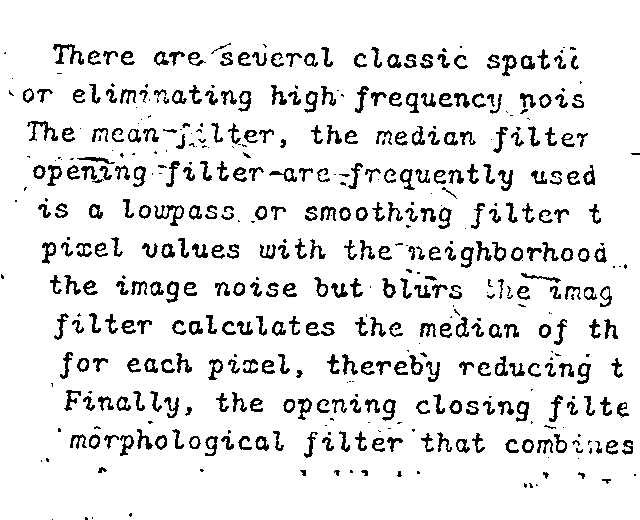 There are several classic spati
or eliminating high frequency nois
The mean filter, the median filter
opening filter are frequently used
is a lowpass or smoothing filter t
pixel values with the neighborhood
the image noise but blurs the imag
filter calculates the median of th
for each pixel, thereby reducing t
Finally, the opening closing filte
morphological filter that combines